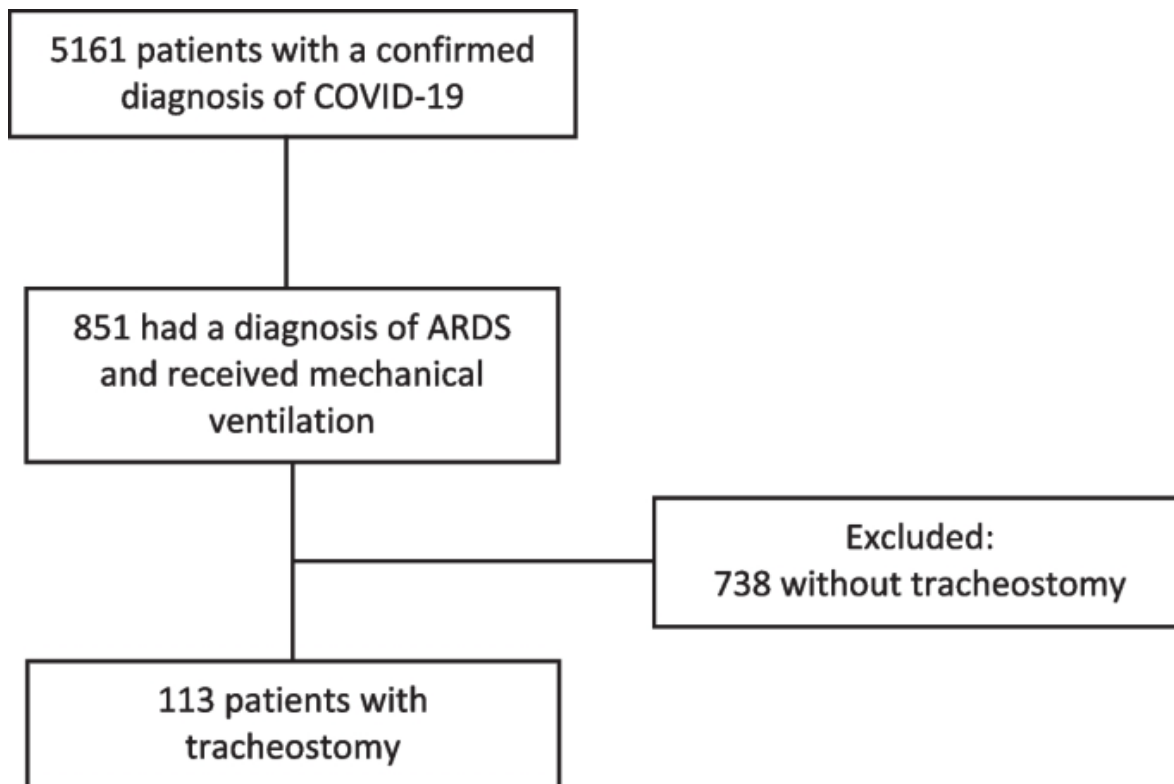 5161 patients with a confirmed
diagnosis of COVID-19
851 had a diagnosis of ARDS
and received mechanical
ventilation
Excluded:
738 without tracheostomy
113 patients with
tracheostomy